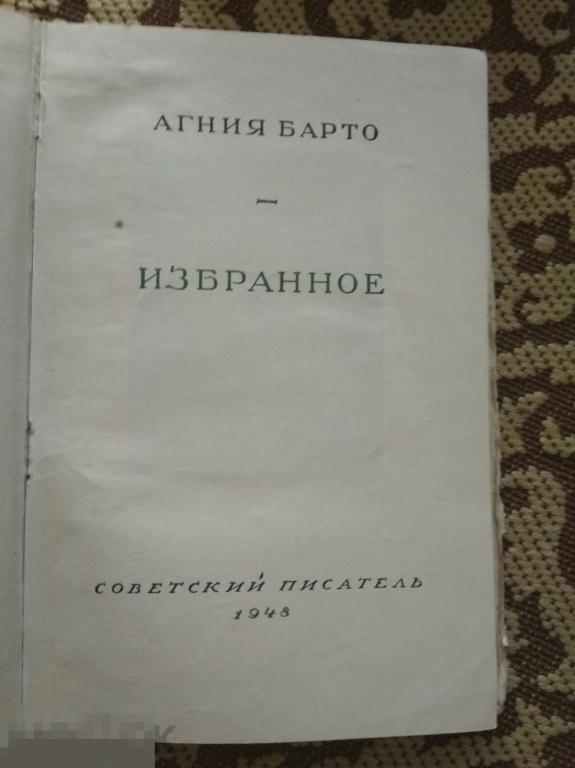 АГНИЯ БАРТО
ИЗБРАННОЕ
СОВЕТСКИЙ ПИСАТЕЛЬ
1948